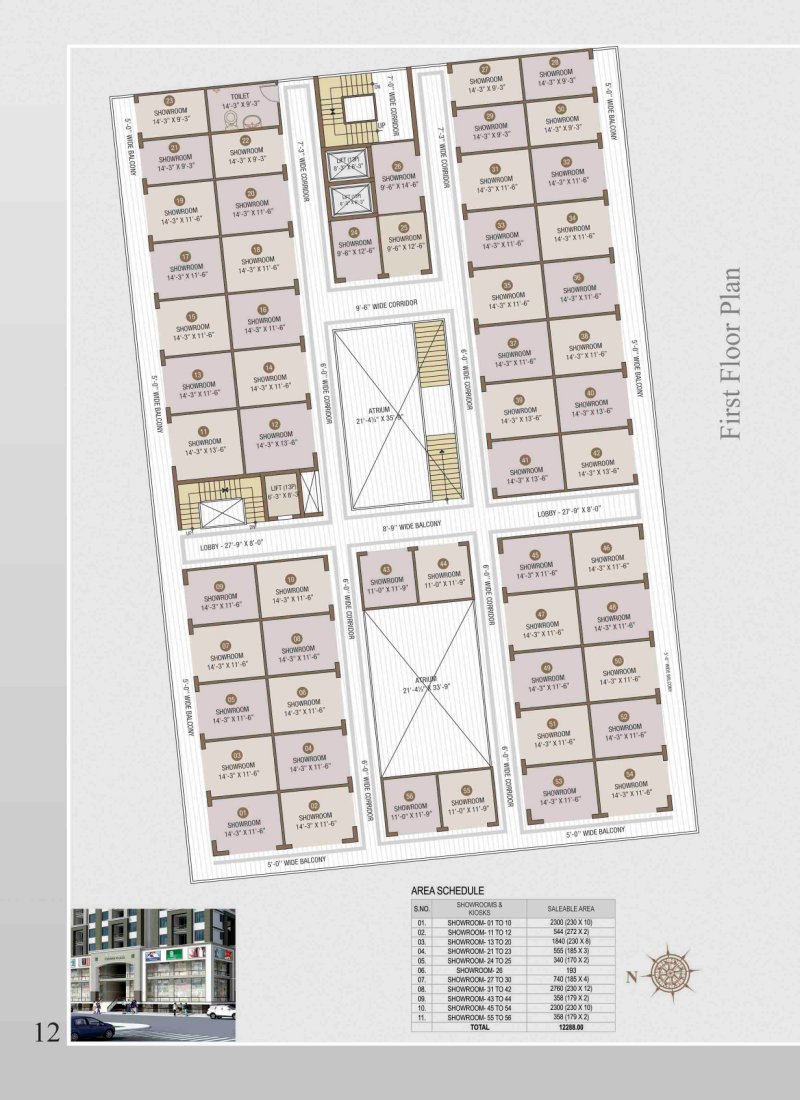 First Floor Plan
23
SHOWROOM
14'-3" X 9'-3"
TOILET
14'-3" X 9'-3"
21
SHOWROOM
14'-3" X 9'-3"
22
SHOWROOM
14'-3" X 9'-3"
19
SHOWROOM
14'-3" X 11'-6"
20
SHOWROOM
14'-3" X 11'-6"
17
SHOWROOM
14'-3" X 11'-6"
18
SHOWROOM
14'-3" X 11'-6"
15
SHOWROOM
14'-3" X 11'-6"
16
SHOWROOM
14'-3" X 11'-6"
13
SHOWROOM
14'-3" X 11'-6"
14
SHOWROOM
14'-3" X 11'-6"
11
SHOWROOM
14'-3" X 13'-6"
12
SHOWROOM
14'-3" X 13'-6"
5'-0" WIDE BALCONY
5'-0" WIDE BALCONY
7'-3" WIDE CORRIDOR
UP
7'-0" WIDE CORRIDOR
LIFT (13P)
6'-3" X 6'-3"
LIFT (13P)
6'-3" X 6'-3"
26
SHOWROOM
9'-6" X 14'-6"
24
SHOWROOM
9'-6" X 12'-6"
25
SHOWROOM
9'-6" X 12'-6"
7'-3" WIDE CORRIDOR
27
SHOWROOM
14'-3" X 9'-3"
28
SHOWROOM
14'-3" X 9'-3"
29
SHOWROOM
14'-3" X 9'-3"
30
SHOWROOM
14'-3" X 9'-3"
31
SHOWROOM
14'-3" X 11'-6"
32
SHOWROOM
14'-3" X 11'-6"
33
SHOWROOM
14'-3" X 11'-6"
34
SHOWROOM
14'-3" X 11'-6"
35
SHOWROOM
14'-3" X 11'-6"
36
SHOWROOM
14'-3" X 11'-6"
37
SHOWROOM
14'-3" X 11'-6"
38
SHOWROOM
14'-3" X 11'-6"
39
SHOWROOM
14'-3" X 13'-6"
40
SHOWROOM
14'-3" X 13'-6"
41
SHOWROOM
14'-3" X 13'-6"
42
SHOWROOM
14'-3" X 13'-6"
5'-0" WIDE BALCONY
5'-0" WIDE BALCONY
9'-6" WIDE CORRIDOR
6'-0" WIDE CORRIDOR
ATRIUM
21'-4½" X 35'-9"
6'-0" WIDE CORRIDOR
LIFT (13P)
6'-3" X 8'-3"
UP
LOBBY - 27'-9" X 8'-0"
8'-9" WIDE BALCONY
LOBBY - 27'-9" X 8'-0"
09
SHOWROOM
14'-3" X 11'-6"
10
SHOWROOM
14'-3" X 11'-6"
07
SHOWROOM
14'-3" X 11'-6"
08
SHOWROOM
14'-3" X 11'-6"
05
SHOWROOM
14'-3" X 11'-6"
06
SHOWROOM
14'-3" X 11'-6"
03
SHOWROOM
14'-3" X 11'-6"
04
SHOWROOM
14'-3" X 11'-6"
01
SHOWROOM
14'-3" X 11'-6"
02
SHOWROOM
14'-3" X 11'-6"
5'-0" WIDE BALCONY
5'-0" WIDE BALCONY
6'-0" WIDE CORRIDOR
6'-0" WIDE CORRIDOR
43
SHOWROOM
11'-0" X 11'-9"
44
SHOWROOM
11'-0" X 11'-9"
ATRIUM
21'-4½" X 33'-9"
56
SHOWROOM
11'-0" X 11'-9"
55
SHOWROOM
11'-0" X 11'-9"
6'-0" WIDE CORRIDOR
6'-0" WIDE CORRIDOR
45
SHOWROOM
14'-3" X 11'-6"
46
SHOWROOM
14'-3" X 11'-6"
47
SHOWROOM
14'-3" X 11'-6"
48
SHOWROOM
14'-3" X 11'-6"
49
SHOWROOM
14'-3" X 11'-6"
50
SHOWROOM
14'-3" X 11'-6"
51
SHOWROOM
14'-3" X 11'-6"
52
SHOWROOM
14'-3" X 11'-6"
53
SHOWROOM
14'-3" X 11'-6"
54
SHOWROOM
14'-3" X 11'-6"
5'-0" WIDE BALCONY
5'-0" WIDE BALCONY
AREA SCHEDULE
S.NO. SHOWROOMS & KIOSKS SALEABLE AREA
01. SHOWROOM- 01 TO 10 2300 (230 X 10)
02. SHOWROOM- 11 TO 12 544 (272 X 2)
03. SHOWROOM- 13 TO 20 1840 (230 X 8)
04. SHOWROOM- 21 TO 23 555 (185 X 3)
05. SHOWROOM- 24 TO 25 340 (170 X 2)
06. SHOWROOM- 26 193
07. SHOWROOM- 27 TO 30 740 (185 X 4)
08. SHOWROOM- 31 TO 42 2760 (230 X 12)
09. SHOWROOM- 43 TO 44 358 (179 X 2)
10. SHOWROOM- 45 TO 54 2300 (230 X 10)
11. SHOWROOM- 55 TO 56 358 (179 X 2)
TOTAL 12288.00
N
12